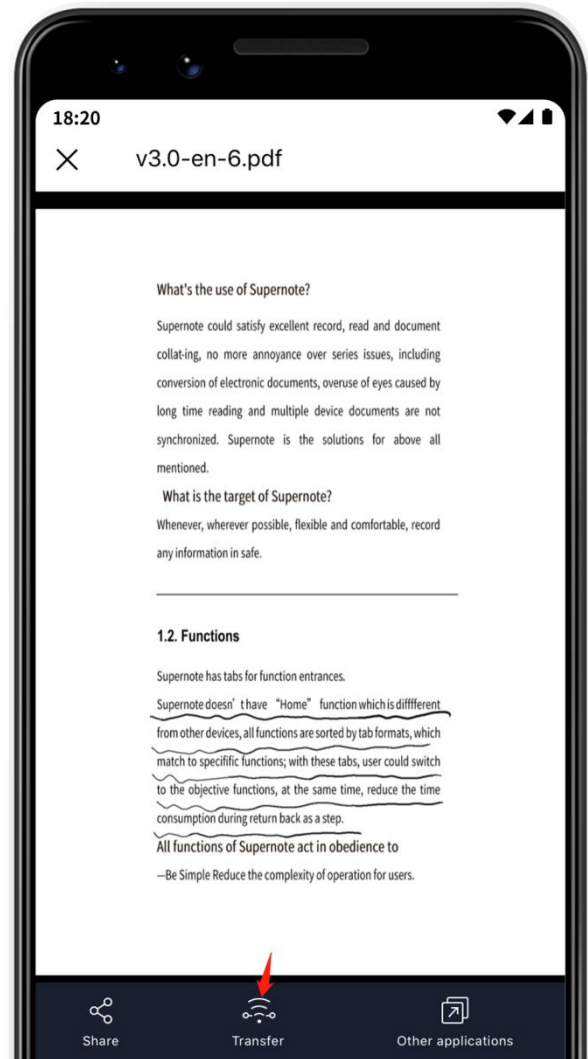 18:20
v3.0-en-6.pdf
What's the use of Supernote?
Supernote could satisfy excellent record, read and document
collat-ing, no more annoyance over series issues, including
conversion of electronic documents, overuse of eyes caused by
long time reading and multiple device documents are not
synchronized. Supernote is the solutions for above all
mentioned.
What is the target of Supernote?
Whenever, wherever possible, flexible and comfortable, record
any information in safe.
1.2. Functions
Supernote has tabs for function entrances.
Supernote doesn' t have “Home” function which is diffferent
from other devices, all functions are sorted by tab formats, which
match to specifific functions; with these tabs, user could switch
to the objective functions, at the same time, reduce the time
consumption during return back as a step.
All functions of Supernote act in obedience to
—Be Simple Reduce the complexity of operation for users.
Share
Transfer
Other applications